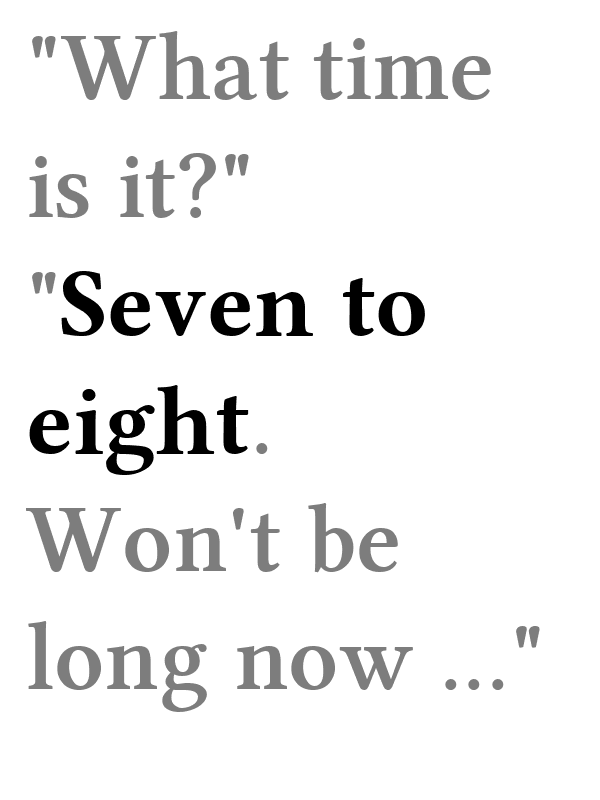 "What time
is it?"
"Seven to
eight.
Won't be
long now ..."